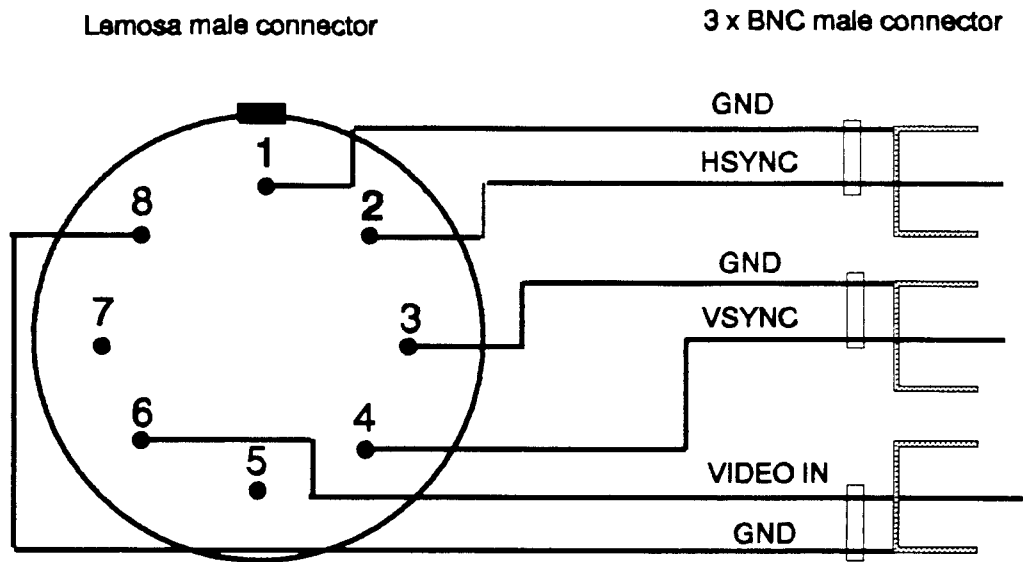 Lemosa male connector
3 x BNC male connector
GND
1
HSYNC
8
2
GND
7
3
VSYNC
6
4
5
VIDEO IN
GND